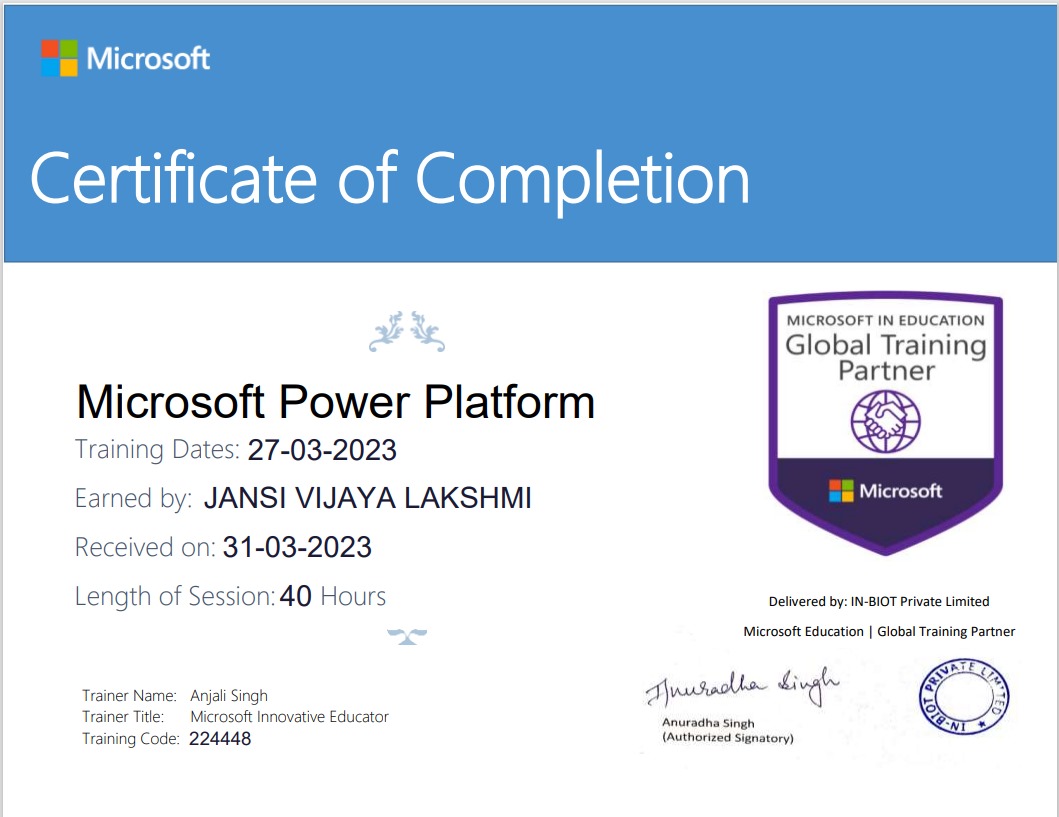 Microsoft
Certificate of Completion
MICROSOFT IN EDUCATION
Global Training
Partner
Microsoft
Microsoft Power Platform
Training Dates: 27-03-2023
Earned by: JANSI VIJAYA LAKSHMI
Received on: 31-03-2023
Length of Session: 40 Hours
Delivered by: IN-BIOT Private Limited
Microsoft Education | Global Training Partner
Anuradha Singh
Anuradha Singh
(Authorized Signatory)
IN-BIOT PRIVATE LIMITED
Trainer Name: Anjali Singh
Trainer Title: Microsoft Innovative Educator
Training Code: 224448